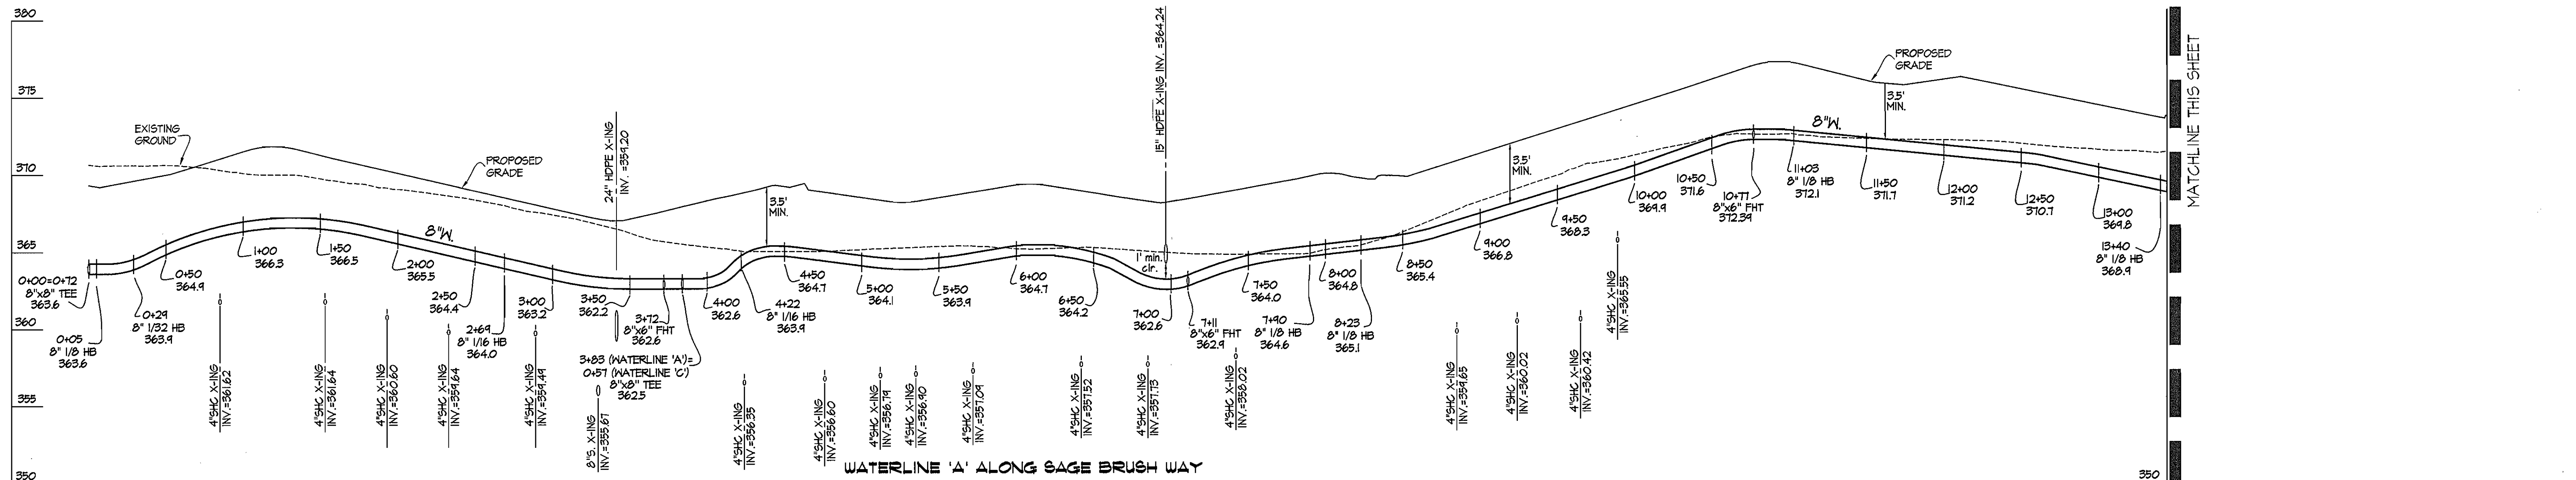 380
375
370
365
360
355
350
EXISTING
GROUND
PROPOSED
GRADE
24" HDPE X-ING
INV. =359.20
3.5'
MIN.
15" HDPE X-ING INV. =364.24
1' min.
clr.
3.5'
MIN.
PROPOSED
GRADE
3.5'
MIN.
8"W.
8"W.
MATCHLINE THIS SHEET
0+00=0+72
8"x8" TEE
363.6
0+05
8" 1/8 HB
363.6
0+29
8" 1/32 HB
363.9
0+50
364.9
1+00
366.3
1+50
366.5
2+00
365.5
2+50
364.4
2+69
8" 1/16 HB
364.0
3+00
363.2
3+50
362.2
3+72
8"x6" FHT
362.6
3+83 (WATERLINE 'A')=
0+57 (WATERLINE 'C')
8"x8" TEE
362.5
4+00
362.6
4+22
8" 1/16 HB
363.9
4+50
364.7
5+00
364.1
5+50
363.9
6+00
364.7
6+50
364.2
7+00
362.6
7+11
8"x6" FHT
362.9
7+50
364.0
7+90
8" 1/8 HB
364.6
8+00
364.8
8+23
8" 1/8 HB
365.1
8+50
365.4
9+00
366.8
9+50
368.3
10+00
369.9
10+50
371.6
10+77
8"x6" FHT
372.39
11+03
8" 1/8 HB
372.1
11+50
371.7
12+00
371.2
12+50
370.7
13+00
369.8
13+40
8" 1/8 HB
368.9
4"SHC X-ING
INV.=361.62
4"SHC X-ING
INV.=361.64
4"SHC X-ING
INV.=360.60
4"SHC X-ING
INV.=359.64
4"SHC X-ING
INV.=359.49
8"S. X-ING
INV.=355.67
4"SHC X-ING
INV.=356.35
4"SHC X-ING
INV.=356.60
4"SHC X-ING
INV.=356.79
4"SHC X-ING
INV.=356.90
4"SHC X-ING
INV.=357.09
4"SHC X-ING
INV.=357.52
4"SHC X-ING
INV.=357.73
4"SHC X-ING
INV.=358.02
4"SHC X-ING
INV.=359.65
4"SHC X-ING
INV.=360.02
4"SHC X-ING
INV.=360.42
4"SHC X-ING
INV.=365.55
WATERLINE 'A' ALONG SAGE BRUSH WAY
350